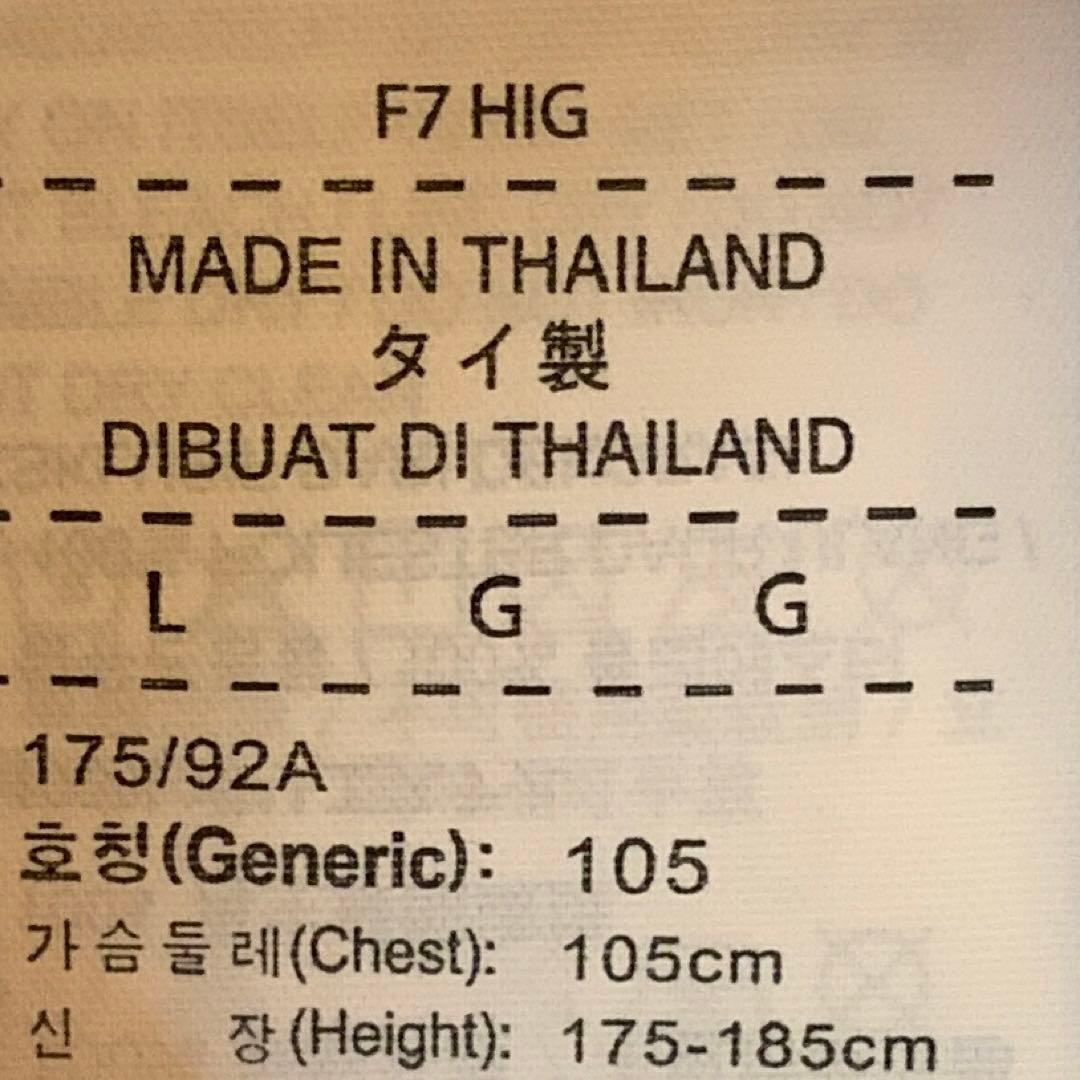 F7 HIG
MADE IN THAILAND
タイ製
DIBUAT DI THAILAND
L G G
175/92A
호칭(Generic): 105
가슴둘레(Chest): 105cm
신 장(Height): 175-185cm